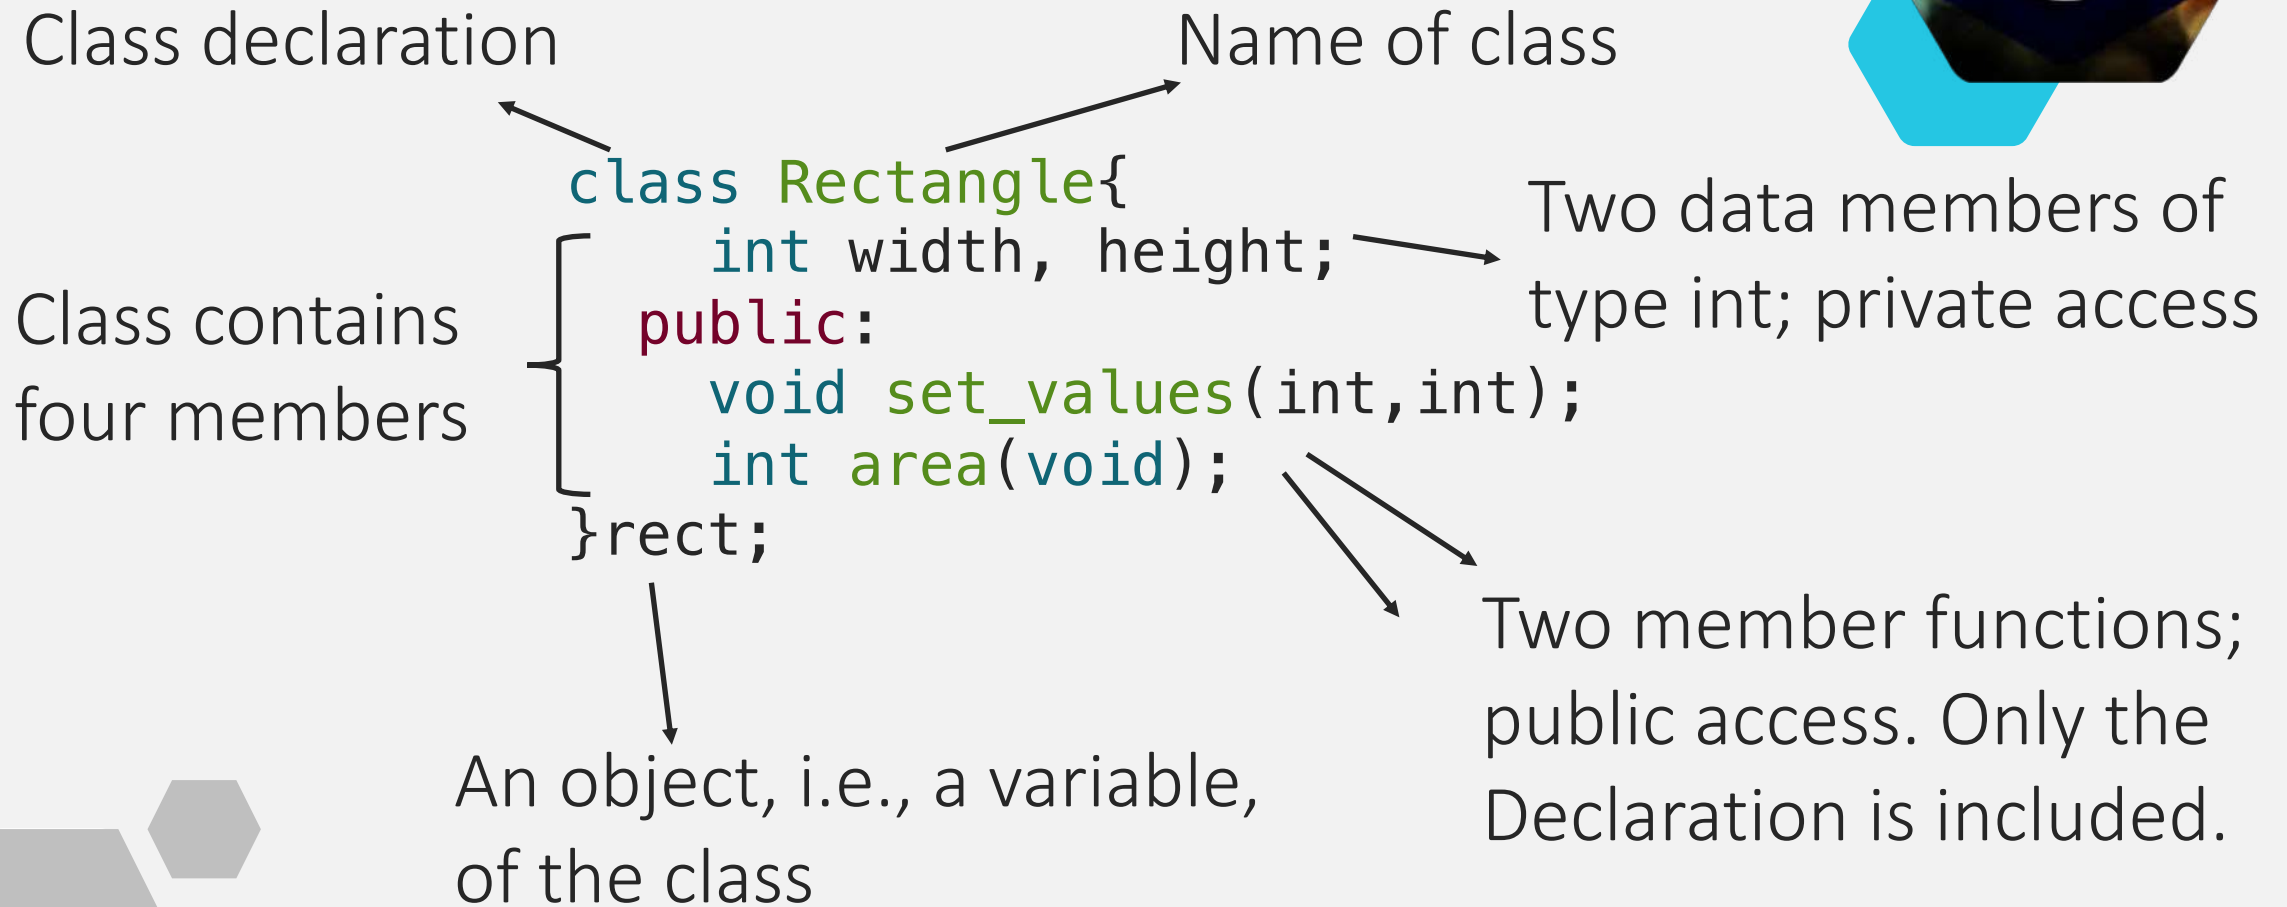 Class declaration
Name of class
class Rectangle{
int width, height;
public:
void set_values(int,int);
int area(void);
}rect;
Two data members of
type int; private access
Class contains
four members
Two member functions;
public access. Only the
Declaration is included.
An object, i.e., a variable,
of the class